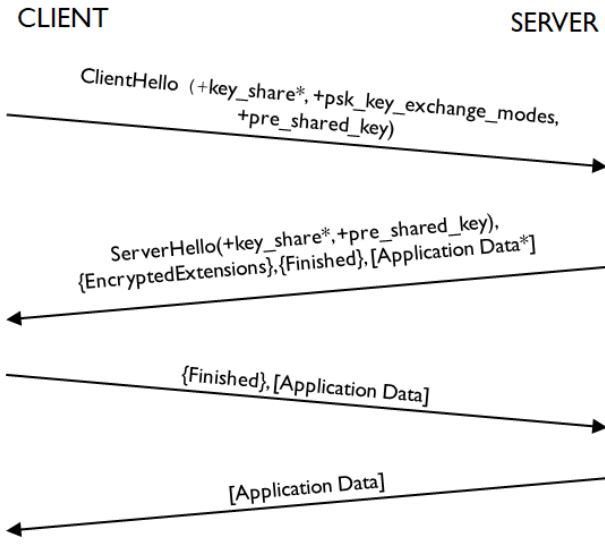 CLIENT
SERVER
ClientHello (+key_share*, +psk_key_exchange_modes,
+pre_shared_key)
ServerHello(+key_share*,+pre_shared_key),
{EncryptedExtensions},{Finished},[Application Data*]
{Finished},[Application Data]
[Application Data]